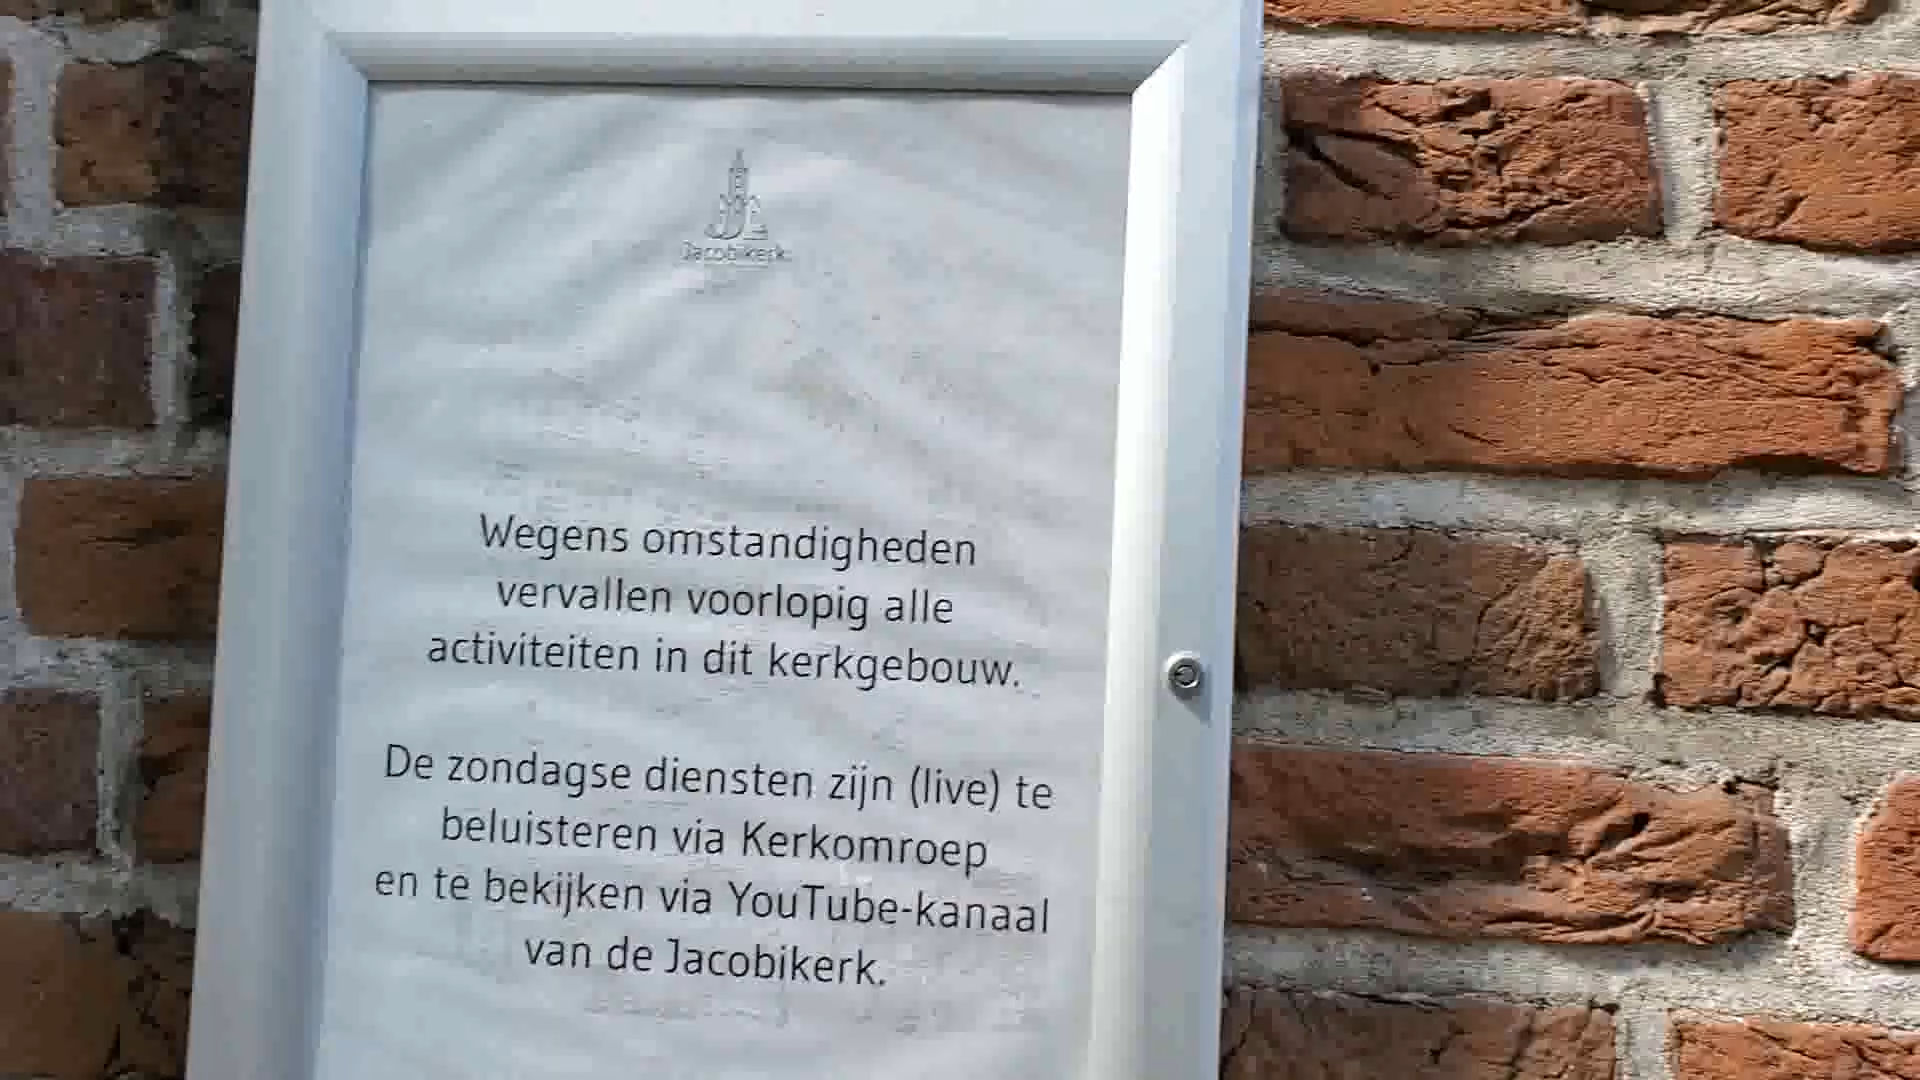 Jacobikerk
Wegens omstandigheden
vervallen voorlopig alle
activiteiten in dit kerkgebouw.
De zondagse diensten zijn (live) te
beluisteren via Kerkomroep
en te bekijken via YouTube-kanaal
van de Jacobikerk.